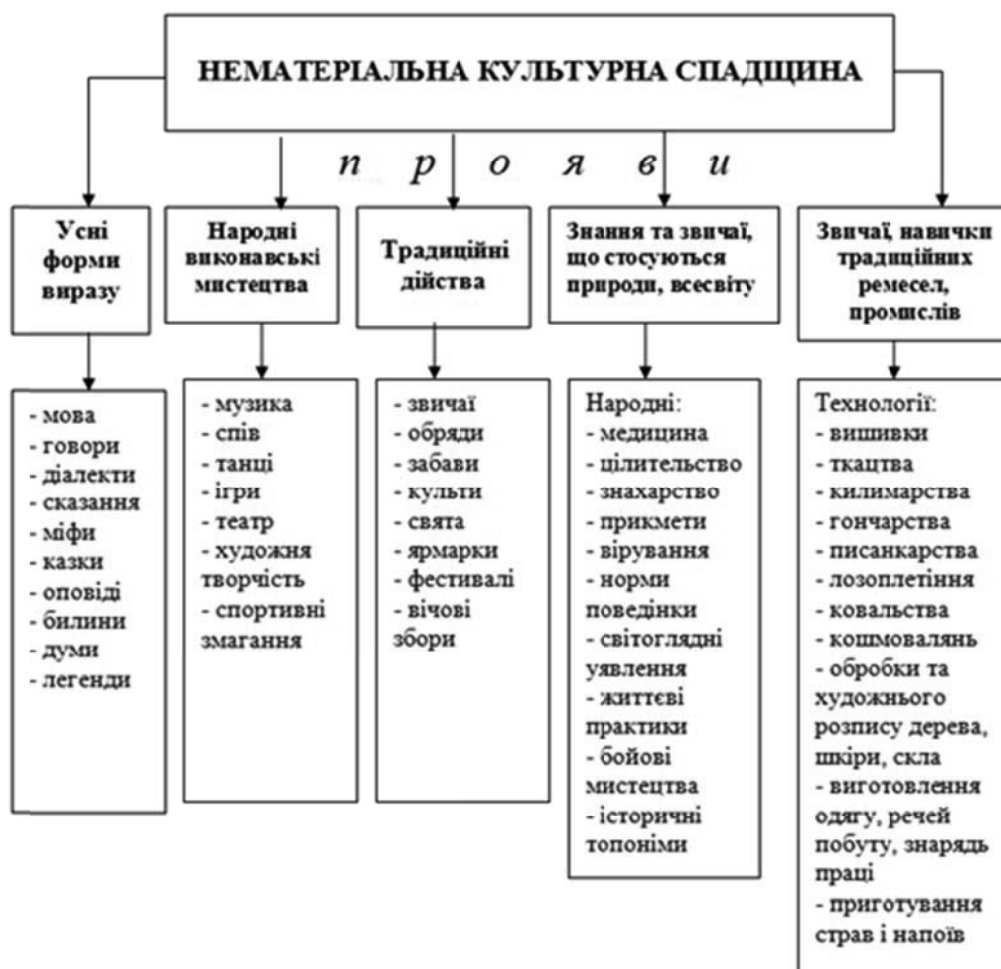 НЕМАТЕРІАЛЬНА КУЛЬТУРНА СПАДЩИНА
п р о я в и
Усні
форми
виразу
Народні
виконавські
мистецтва
Традиційні
дійства
Знання та звичаї,
що стосуються
природи, всесвіту
Звичаї, навички
традиційних
ремесел,
промислів
- мова
- говори
- діалекти
- сказання
- міфи
- казки
- оповіді
- билини
- думи
- легенди
- музика
- спів
- танці
- ігри
- театр
- художня
творчість
- спортивні
змагання
- звичаї
- обряди
- забави
- культи
- свята
- ярмарки
- фестивалі
- вічові
збори
Народні:
- медицина
- цілительство
- знахарство
- прикмети
- вірування
- норми
поведінки
- світоглядні
уявлення
- життєві
практики
- бойові
мистецтва
- історичні
топоніми
Технології:
- вишивки
- ткацтва
- килимарства
- гончарства
- писанкарства
- лозоплетіння
- ковальства
- кошмовалянь
- обробки та
художнього
розпису дерева,
шкіри, скла
- виготовлення
одягу, речей
побуту, знарядь
праці
- приготування
страв і напоїв